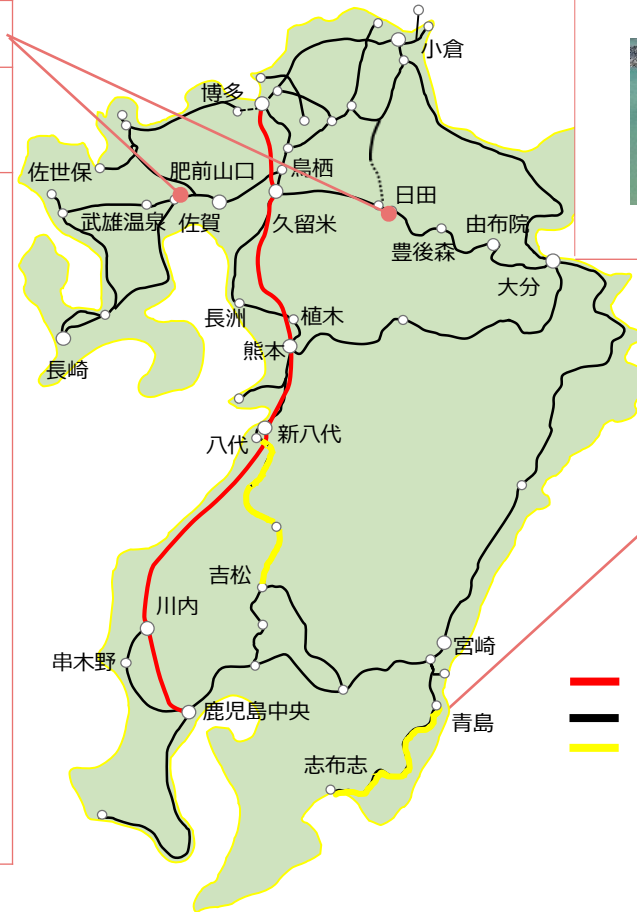 小倉
博多
佐世保
肥前山口
鳥栖
日田
武雄温泉
佐賀
久留米
由布院
豊後森
大分
長洲
植木
熊本
長崎
八代
新八代
吉松
川内
宮崎
串木野
鹿児島中央
青島
志布志